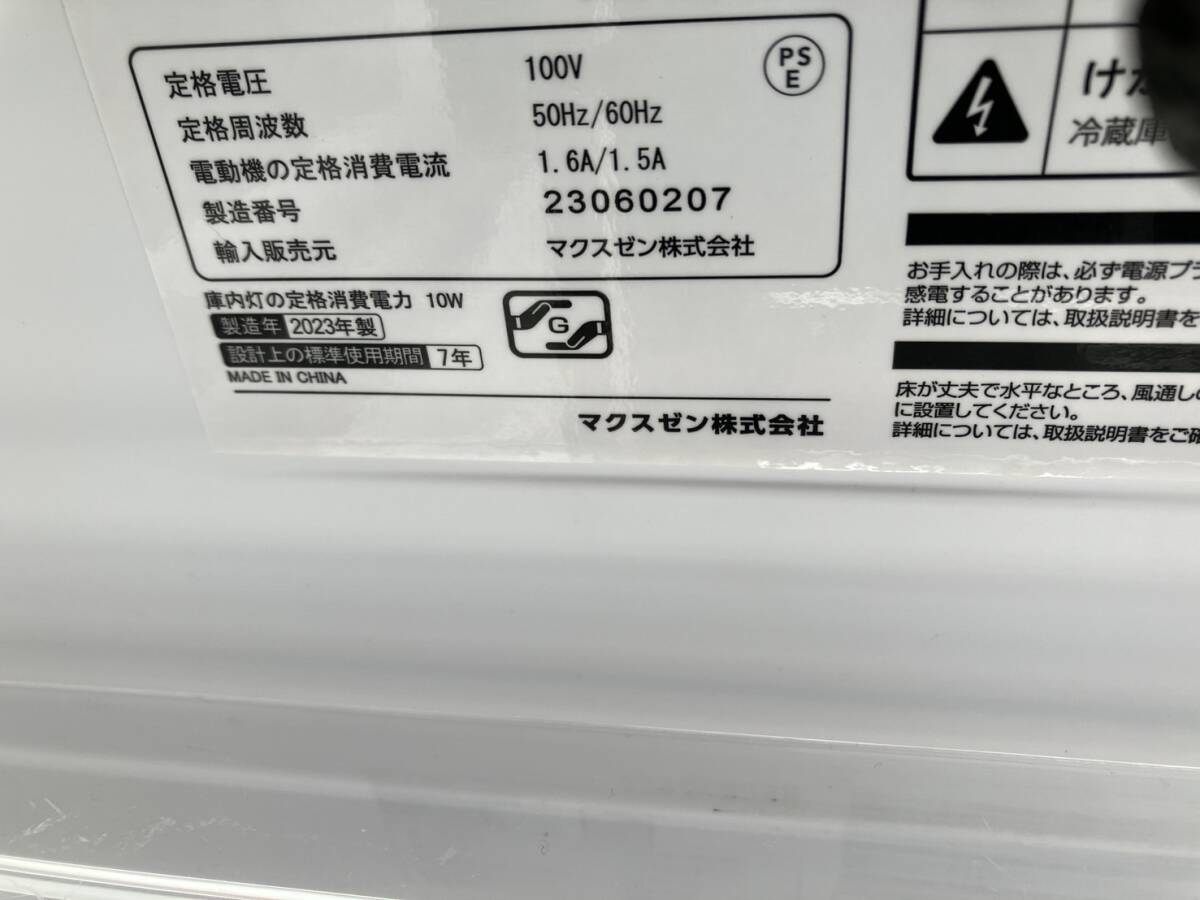 定格電圧 100V
PS
E
定格周波数 50Hz/60Hz
電動機の定格消費電流 1.6A/1.5A
製造番号 23060207
輸入販売元 マクスゼン株式会社
庫内灯の定格消費電力 10W
製造年 2023年製
設計上の標準使用期間 7年
MADE IN CHINA
G
マクスゼン株式会社
けが
冷蔵庫
お手入れの際は、必ず電源プラ
感電することがあります。
詳細については、取扱説明書を
床が丈夫で水平なところ、風通しの
に設置してください。
詳細については、取扱説明書をご確